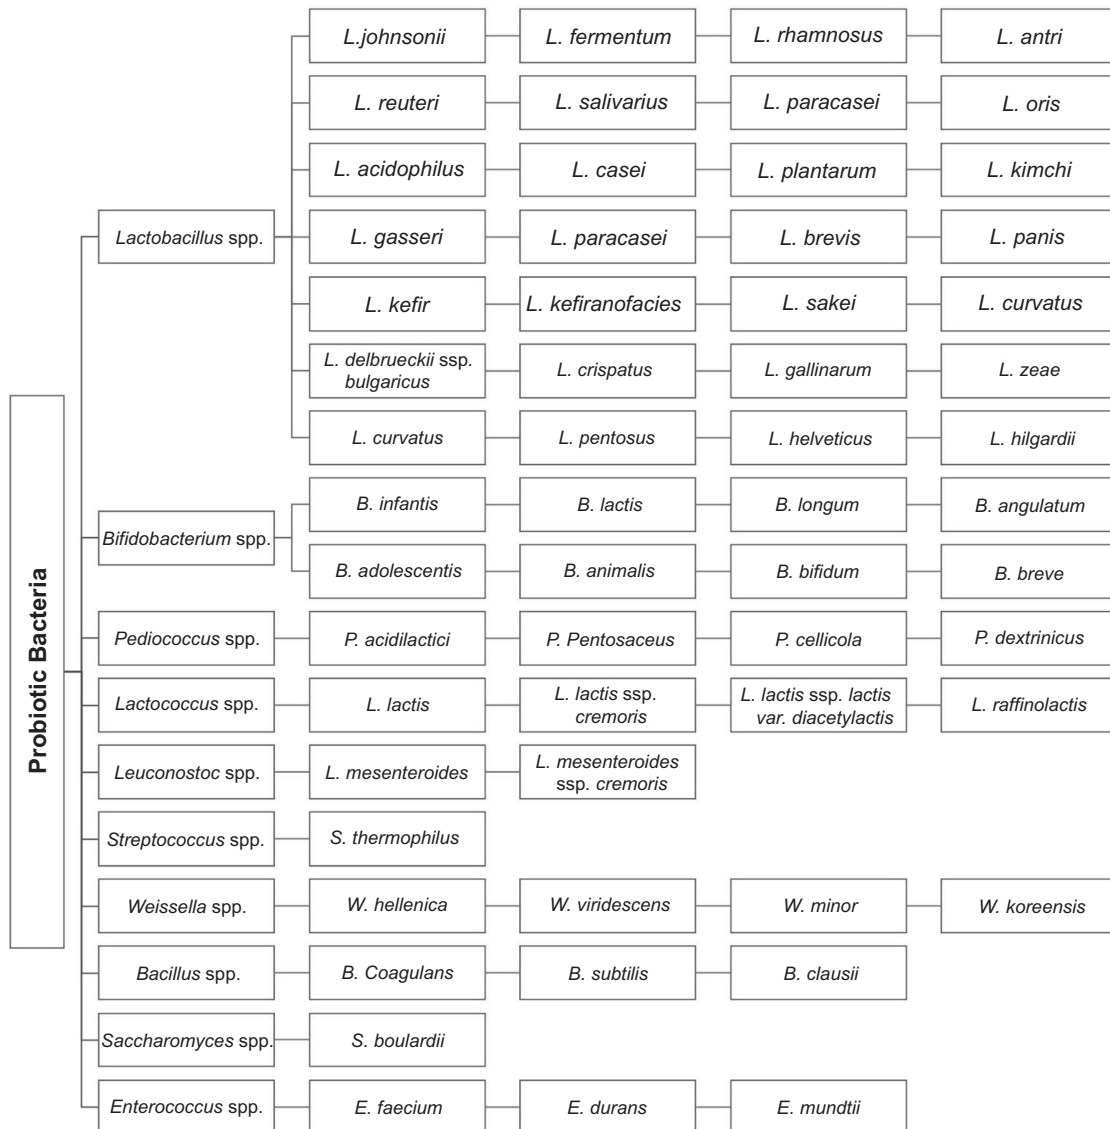 Probiotic Bacteria
Lactobacillus spp.
L.johnsonii
L. fermentum
L. rhamnosus
L. antri
L. reuteri
L. salivarius
L. paracasei
L. oris
L. acidophilus
L. casei
L. plantarum
L. kimchi
L. gasseri
L. paracasei
L. brevis
L. panis
L. kefir
L. kefiranofacies
L. sakei
L. curvatus
L. delbrueckii ssp.
bulgaricus
L. crispatus
L. gallinarum
L. zeae
L. curvatus
L. pentosus
L. helveticus
L. hilgardii
Bifidobacterium spp.
B. infantis
B. lactis
B. longum
B. angulatum
B. adolescentis
B. animalis
B. bifidum
B. breve
Pediococcus spp.
P. acidilactici
P. Pentosaceus
P. cellicola
P. dextrinicus
Lactococcus spp.
L. lactis
L. lactis ssp.
cremoris
L. lactis ssp. lactis
var. diacetylactis
L. raffinolactis
Leuconostoc spp.
L. mesenteroides
L. mesenteroides
ssp. cremoris
Streptococcus spp.
S. thermophilus
Weissella spp.
W. hellenica
W. viridescens
W. minor
W. koreensis
Bacillus spp.
B. Coagulans
B. subtilis
B. clausii
Saccharomyces spp.
S. boulardii
Enterococcus spp.
E. faecium
E. durans
E. mundtii